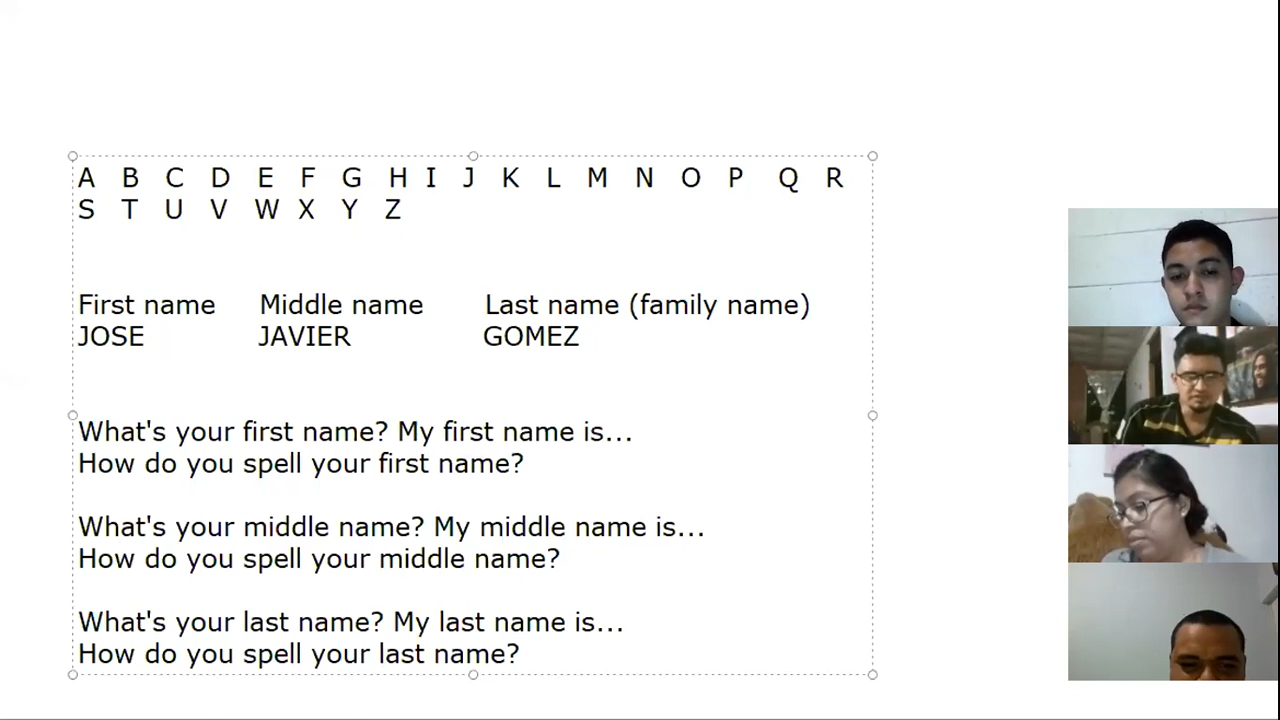 A B C D E F G H I J K L M N O P Q R
S T U V W X Y Z
First name Middle name Last name (family name)
JOSE JAVIER GOMEZ
What's your first name? My first name is...
How do you spell your first name?
What's your middle name? My middle name is...
How do you spell your middle name?
What's your last name? My last name is...
How do you spell your last name?